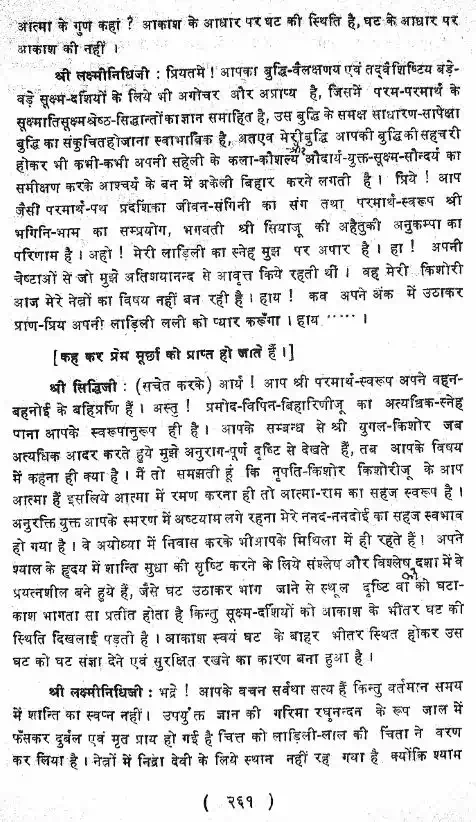 आत्मा के गुण कहां ? आकाश के आधार पर घट की स्थिति है, घट के आधार पर
आकाश की नहीं ।
श्री लक्ष्मीनिधिजी : प्रियतमे ! आपका बुद्धि-वैलक्षणय एवं तद्वैशिष्टिय बड़े-
बड़े सूक्ष्म-दर्शियों के लिये भी अगोचर और अप्राप्य है, जिसमें परम-परमार्थ के
सूक्ष्मातिसूक्ष्मश्रेष्ठ-सिद्धान्तों का ज्ञान समाहित है, उस बुद्धि के समक्ष साधारण-सापेक्षा
बुद्धि का संकुचित होजाना स्वाभाविक है, अतएव मेरी बुद्धि आपकी बुद्धि की सहचरी
होकर भी कभी-कभी अपनी सहेली के कला-कौशल्य और औदार्य-युक्त-सूक्ष्म-सौन्दर्य का
समीक्षण करके आश्चर्य के बन में अकेली बिहार करने लगती है । प्रिये ! आप
जैसी परमार्थ-पथ प्रदर्शिका जीवन-संगिनी का संग तथा परमार्थ-स्वरूप श्री
भगिनि-भाम का सम्प्रयोग, भगवती श्री सियाजू की अहैतुकी अनुकम्पा का
परिणाम है । अहो ! मेरी लाड़िली का स्नेह मुझ पर अपार है । हा ! अपनी
चेष्टाओं से जो मुझे अतिशयानन्द से आवृत्त किये रहती थी । वह मेरी किशोरी
आज मेरे नेत्रों का विषय नहीं बन रही है । हाय ! कब अपने अंक में उठाकर
प्राण-प्रिय अपनी लाड़िली लली को प्यार करूँगा । हाय ..... ।
[कह कर प्रेम मूर्छा को प्राप्त हो जाते हैं ।]
श्री सिद्धिजी : (सचेत करके) आर्य ! आप श्री परमार्थ-स्वरूप अपने बहन-
बहनोई के बहिर्प्राण हैं । अस्तु ! प्रमोद-विपिन-बिहारिणीजू का अत्यधिक-स्नेह
पाना आपके स्वरूपानुरूप ही है । आपके सम्बन्ध से श्री युगल-किशोर जब
अत्यधिक आदर करते हुये मुझे अनुराग-पूर्ण दृष्टि से देखते हैं, तब आपके विषय
में कहना ही क्या है । मैं तो समझती हूं कि नृपति-किशोर किशोरीजू के आप
आत्मा हैं इसलिये आत्मा में रमण करना ही तो आत्मा-राम का सहज स्वरूप है ।
अनुरक्ति युक्त आपके स्मरण में अष्टयाम लगे रहना मेरे ननद-ननदोई का सहज स्वभाव
हो गया है । वे अयोध्या में निवास करके भी आपके मिथिला में ही रहते हैं । अपने
श्याल के हृदय में शान्ति सुधा की सृष्टि करने के लिये संश्लेष और विश्लेष दशा में वे
प्रयत्नशील बने हुये हैं, जैसे घट उठाकर भाग जाने से स्थूल दृष्टि वालों को घटा-
काश भागता सा प्रतीत होता है किन्तु सूक्ष्म-दर्शियों को आकाश के भीतर घट की
स्थिति दिखलाई पड़ती है । आकाश स्वयं घट के बाहर भीतर स्थित होकर उस
घट को घट संज्ञा देने एवं सुरक्षित रखने का कारण बना हुआ है ।
श्री लक्ष्मीनिधिजी : भद्रे ! आपके बचन सर्वथा सत्य हैं किन्तु वर्तमान समय
में शान्ति का स्वप्न नहीं । उपर्युक्त ज्ञान की गरिमा रघुनन्दन के रूप जाल में
फँसकर दुर्बल एवं मृत प्राय हो गई है चित्त को लाड़िली-लाल की चिता ने वरण
कर लिया है । नेत्रों में निद्रा देवी के लिये स्थान नहीं रह गया है क्योंकि श्याम
( २६१ )